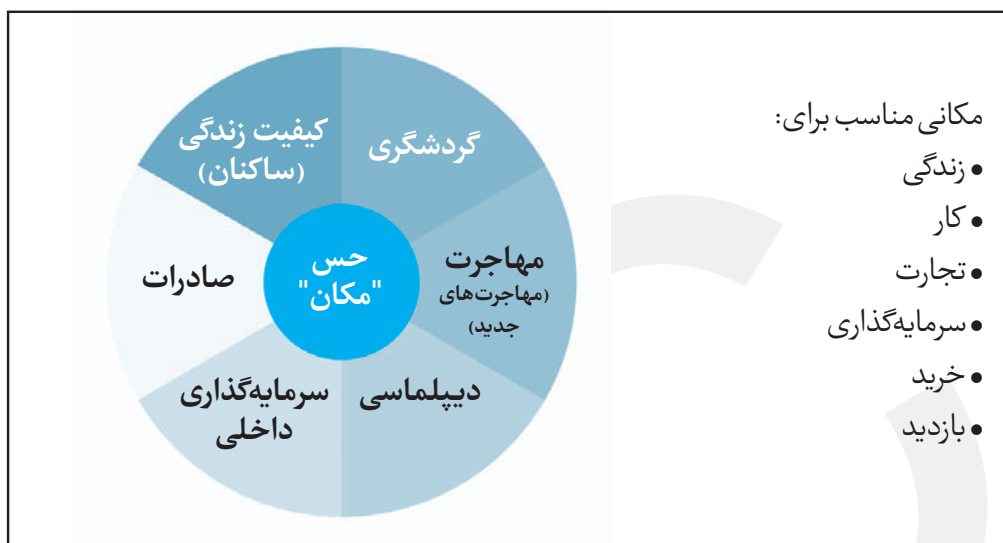 مکانی مناسب برای:
• زندگی
• کار
• تجارت
• سرمایه‌گذاری
• خرید
• بازدید
گردشگری
مهاجرت
(مهاجرت‌های
جدید)
دیپلماسی
سرمایه‌گذاری
داخلی
صادرات
کیفیت زندگی
(ساکنان)
حس
"مکان"